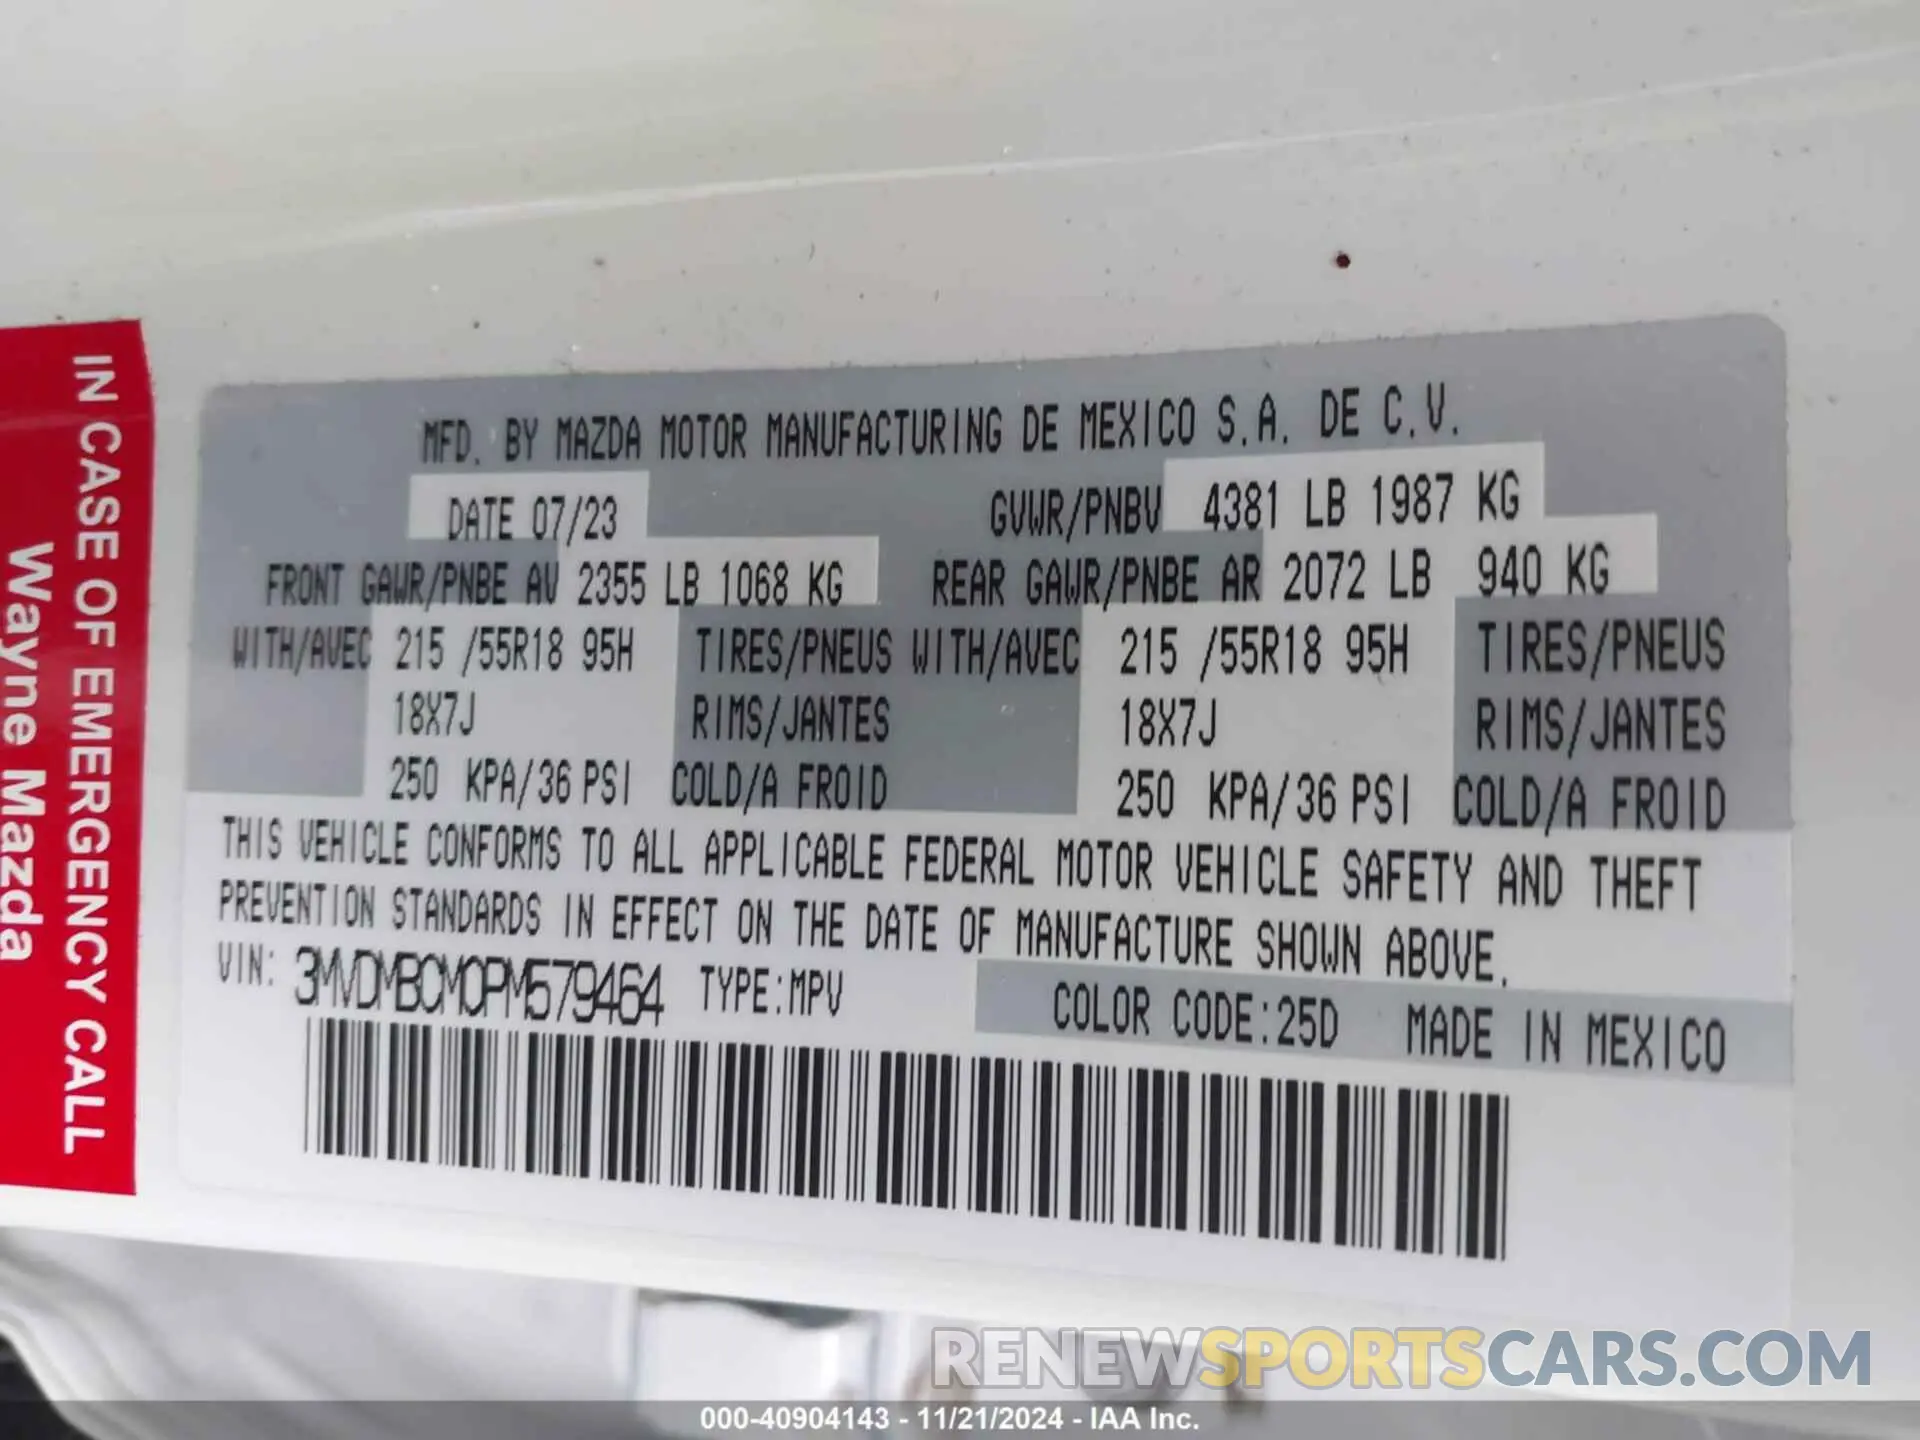 IN CASE OF EMERGENCY CALL
Wayne Mazda
MFD. BY MAZDA MOTOR MANUFACTURING DE MEXICO S.A. DE C.V.
DATE 07/23 GVWR/PNBV 4381 LB 1987 KG
FRONT GAWR/PNBE AV 2355 LB 1068 KG REAR GAWR/PNBE AR 2072 LB 940 KG
WITH/AVEC 215 /55R18 95H TIRES/PNEUS WITH/AVEC 215 /55R18 95H TIRES/PNEUS
18X7J RIMS/JANTES 18X7J RIMS/JANTES
250 KPA/36 PSI COLD/A FROID 250 KPA/36 PSI COLD/A FROID
THIS VEHICLE CONFORMS TO ALL APPLICABLE FEDERAL MOTOR VEHICLE SAFETY AND THEFT
PREVENTION STANDARDS IN EFFECT ON THE DATE OF MANUFACTURE SHOWN ABOVE.
VIN: 3MVDMBCM0PM579464 TYPE:MPV COLOR CODE:25D MADE IN MEXICO
RENEWSPORTSCARS.COM
000-40904143 - 11/21/2024 - IAA Inc.